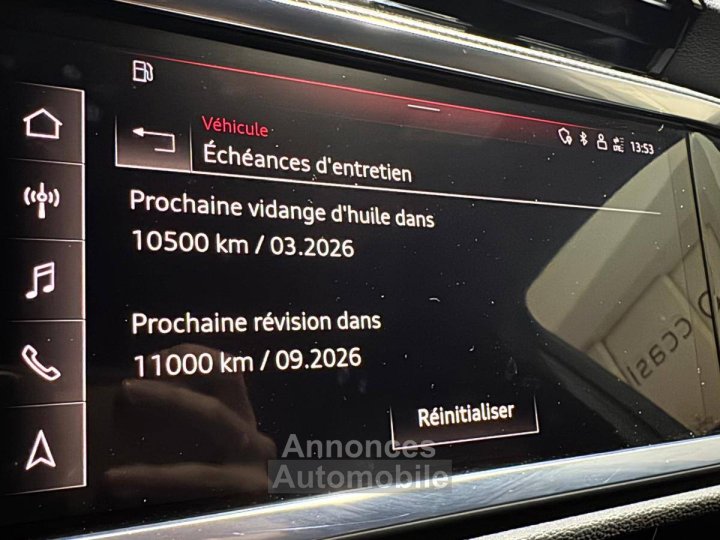 Véhicule
Échéances d'entretien
13:53
Prochaine vidange d'huile dans
10500 km / 03.2026
Prochaine révision dans
11000 km / 09.2026
Réinitialiser
Annonces
Automobile